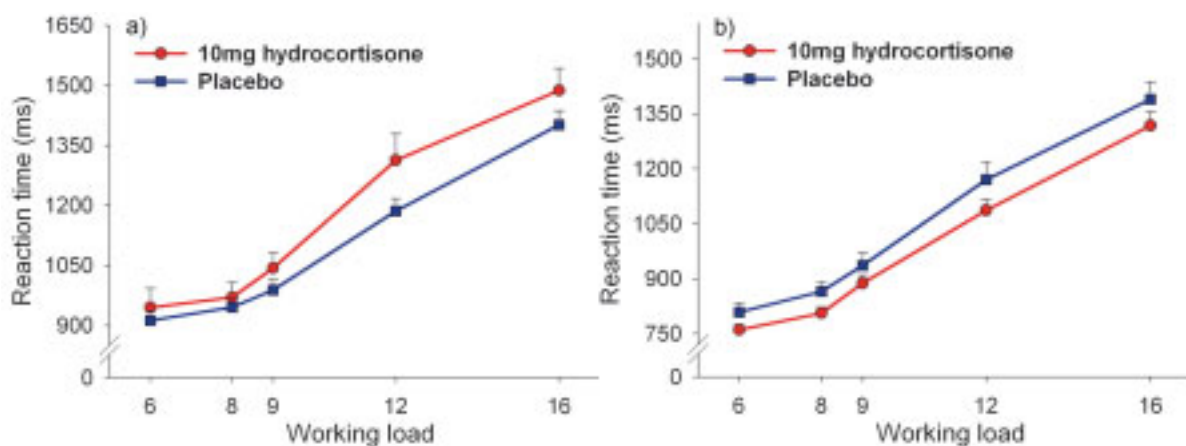 a)
10mg hydrocortisone
Placebo
Reaction time (ms)
1650
1500
1350
1200
1050
900
0
6 8 9 12 16
Working load
b)
10mg hydrocortisone
Placebo
Reaction time (ms)
1500
1350
1200
1050
900
750
0
6 8 9 12 16
Working load